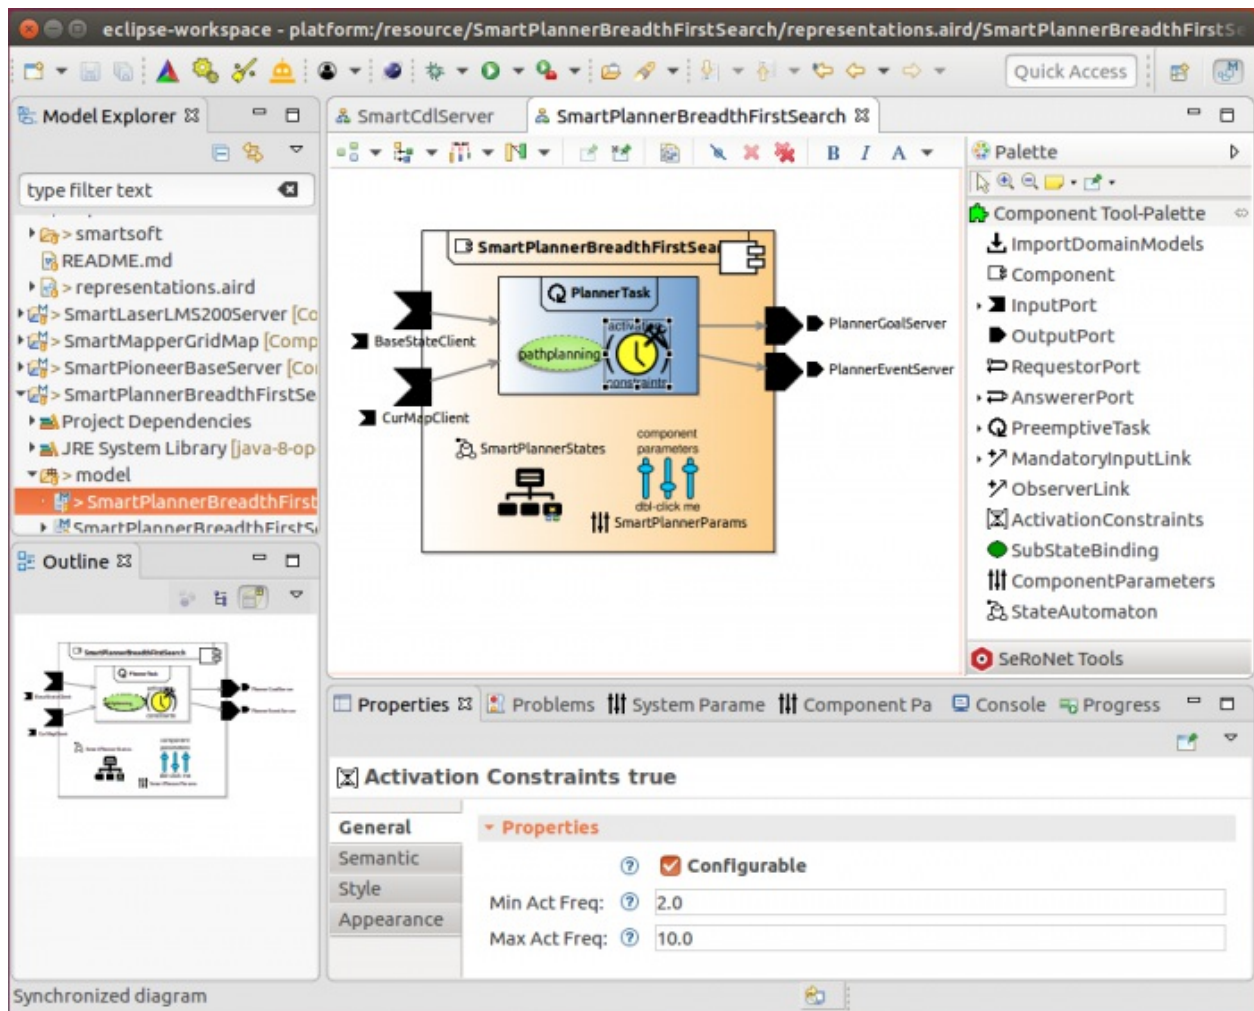 eclipse-workspace - platform:/resource/SmartPlannerBreadthFirstSearch/representations.aird/SmartPlannerBreadthFirstSe
Quick Access
Model Explorer
SmartCdlServer
SmartPlannerBreadthFirstSearch
type filter text
B I A
Palette
> smartsoft
README.md
> representations.aird
> SmartLaserLMS200Server [Co
> SmartMapperGridMap [Comp
> SmartPioneerBaseServer [Co
> SmartPlannerBreadthFirstSe
Project Dependencies
JRE System Library [java-8-op
> model
> SmartPlannerBreadthFirst
SmartPlannerBreadthFirstS
SmartPlannerBreadthFirstSear
PlannerTask
activation
pathplanning
constraints
BaseStateClient
CurMapClient
PlannerGoalServer
PlannerEventServer
SmartPlannerStates
component
parameters
dbl-click me
SmartPlannerParams
Component Tool-Palette
ImportDomainModels
Component
InputPort
OutputPort
RequestorPort
AnswererPort
PreemptiveTask
MandatoryInputLink
ObserverLink
ActivationConstraints
SubStateBinding
ComponentParameters
StateAutomaton
SeRoNet Tools
Outline
SmartPlannerBreadthFirstSearch
Properties
Problems
System Parame
Component Pa
Console
Progress
Activation Constraints true
General
Semantic
Style
Appearance
Properties
Configurable
Min Act Freq: 2.0
Max Act Freq: 10.0
Synchronized diagram